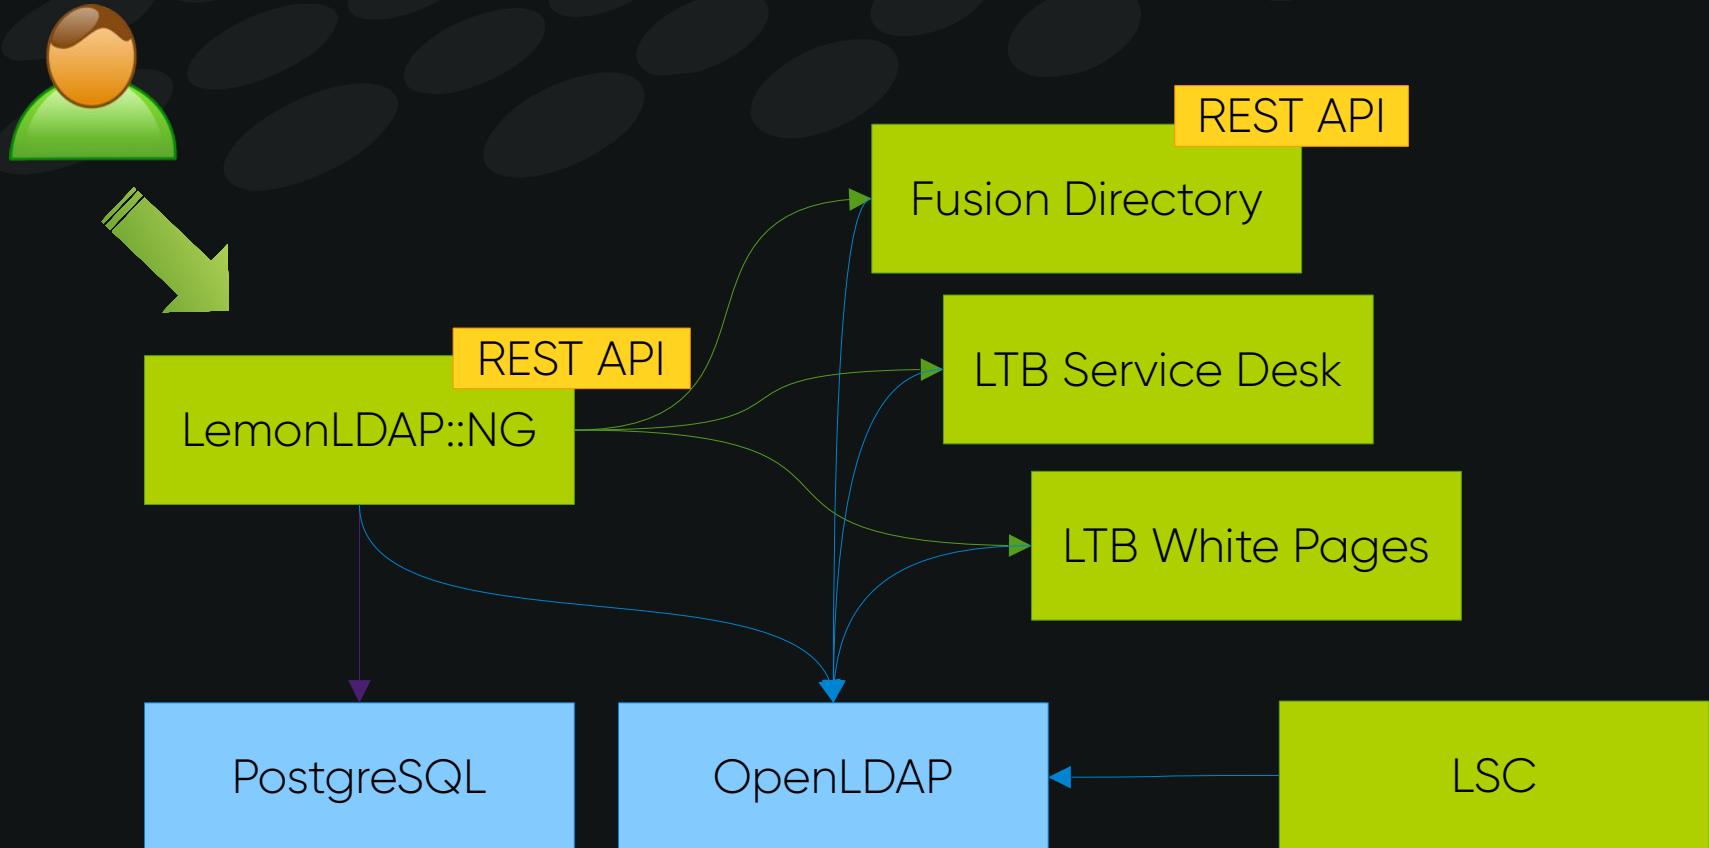 REST API
Fusion Directory
REST API
LTB Service Desk
LemonLDAP::NG
LTB White Pages
PostgreSQL
OpenLDAP
LSC